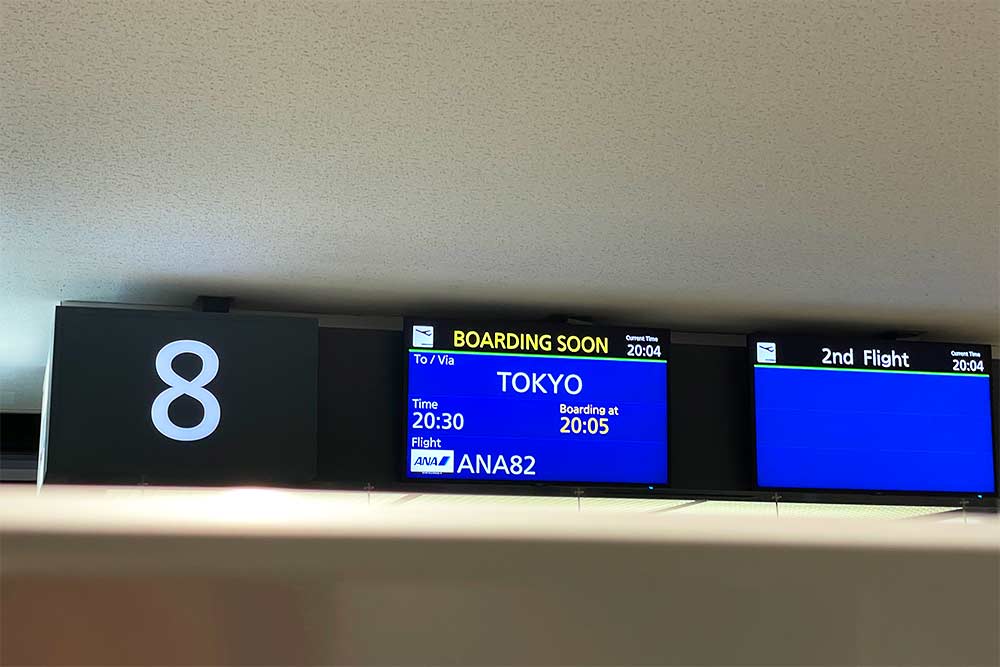 8
BOARDING SOON
Current Time
20:04
To / Via
TOKYO
Time
20:30
Boarding at
20:05
Flight
ANA
ANA82
2nd Flight
Current Time
20:04